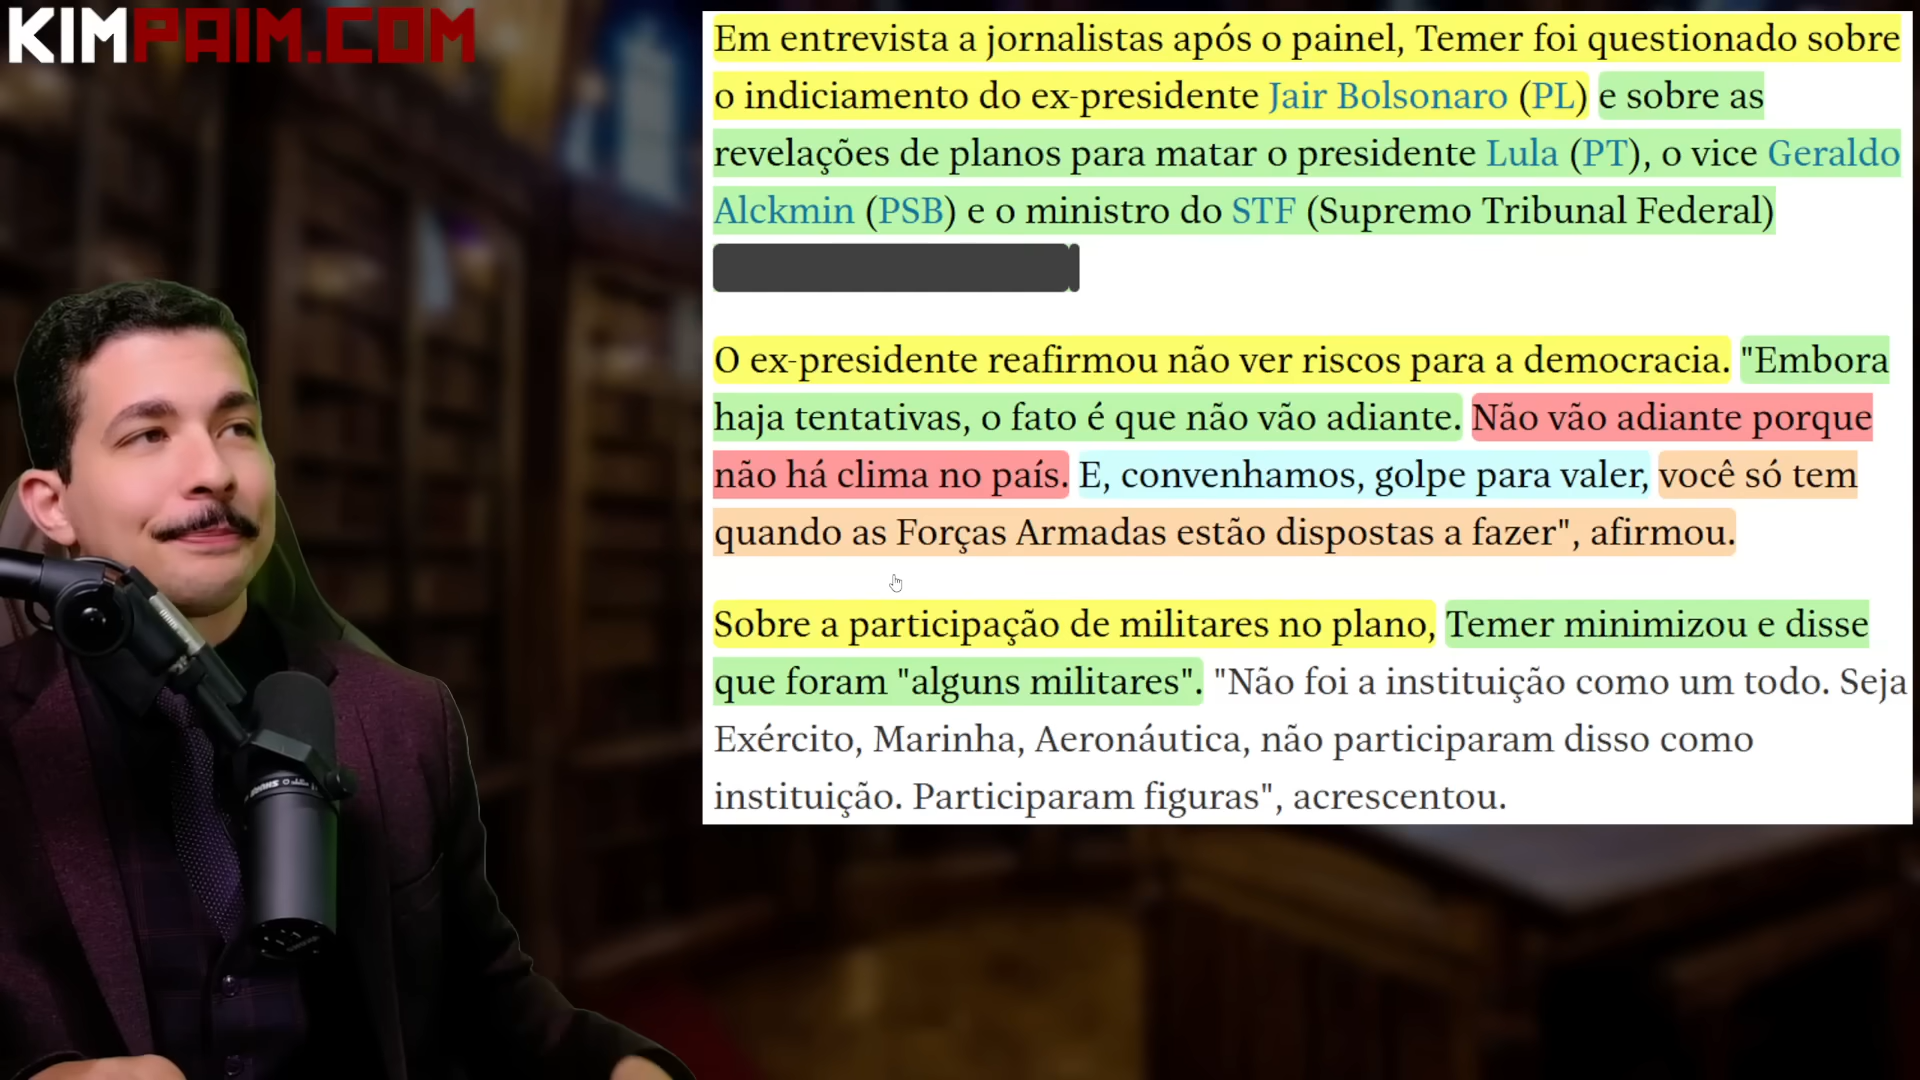 KIMPAIM.COM
Em entrevista a jornalistas após o painel, Temer foi questionado sobre
o indiciamento do ex-presidente Jair Bolsonaro (PL) e sobre as
revelações de planos para matar o presidente Lula (PT), o vice Geraldo
Alckmin (PSB) e o ministro do STF (Supremo Tribunal Federal)
O ex-presidente reafirmou não ver riscos para a democracia. "Embora
haja tentativas, o fato é que não vão adiante. Não vão adiante porque
não há clima no país. E, convenhamos, golpe para valer, você só tem
quando as Forças Armadas estão dispostas a fazer", afirmou.
Sobre a participação de militares no plano, Temer minimizou e disse
que foram "alguns militares". "Não foi a instituição como um todo. Seja
Exército, Marinha, Aeronáutica, não participaram disso como
instituição. Participaram figuras", acrescentou.